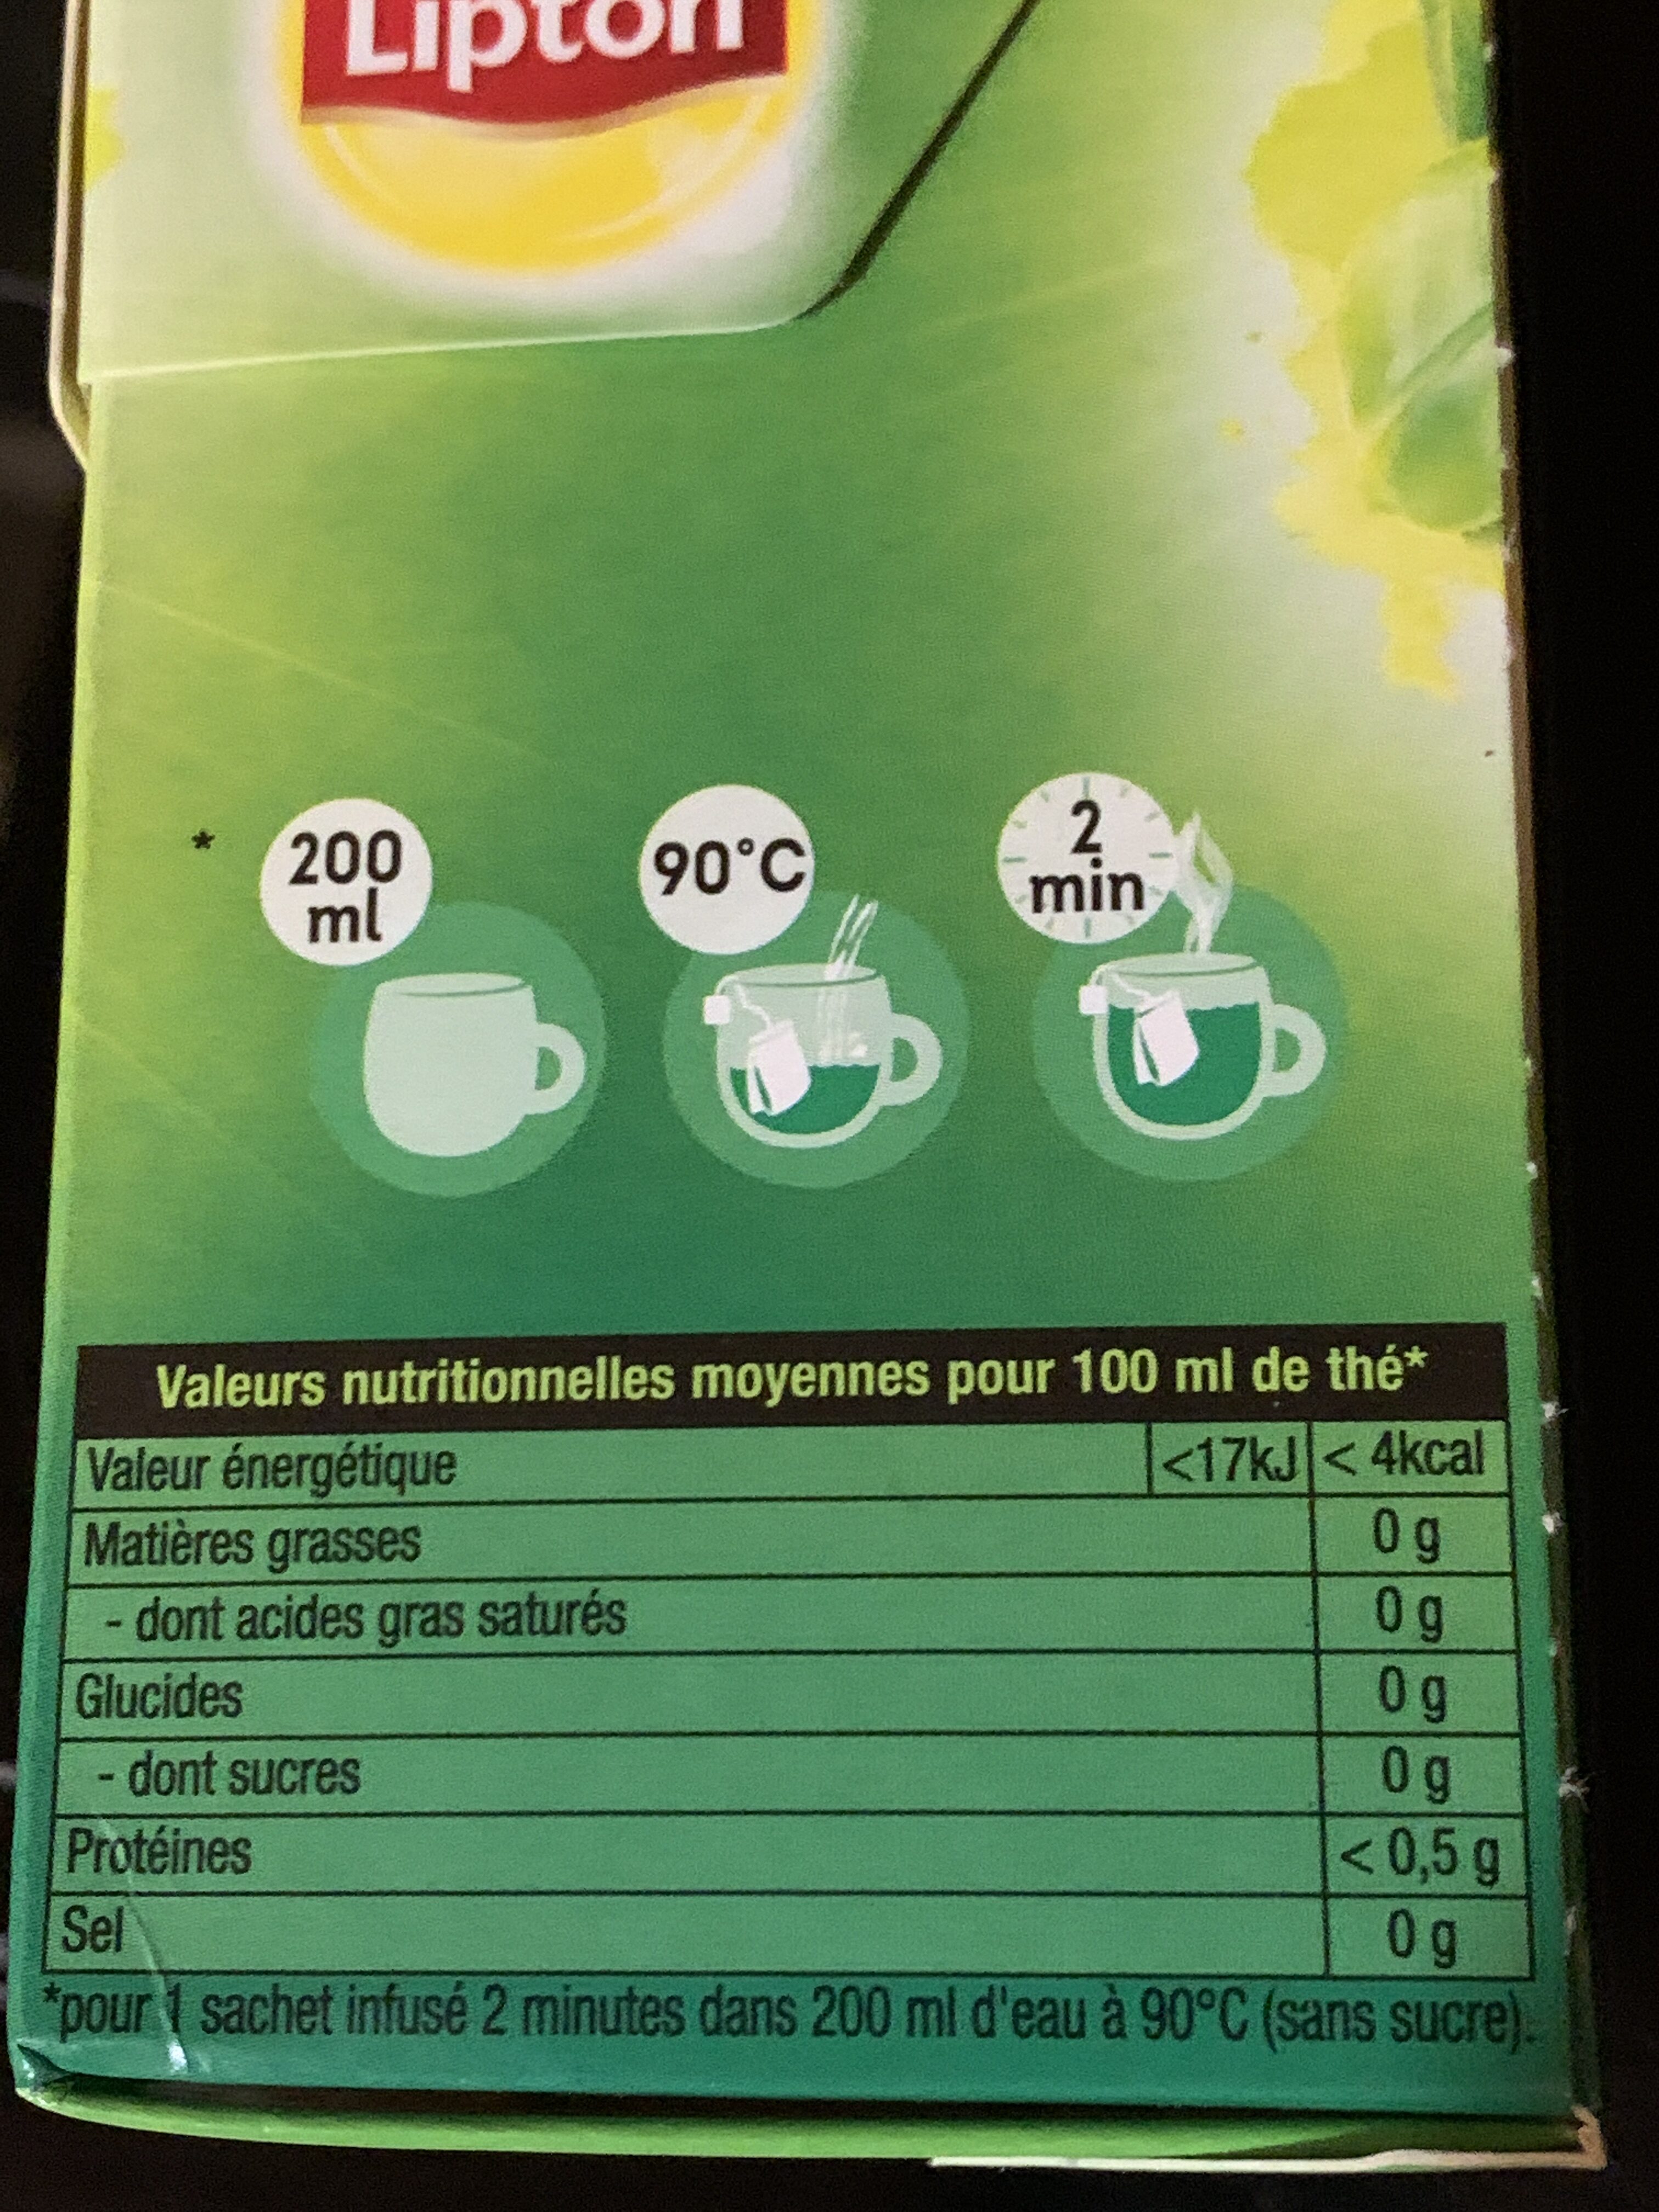 Lipton
* 200
ml
90°C
2
min
Valeurs nutritionnelles moyennes pour 100 ml de thé*
Valeur énergétique <17kJ < 4kcal
Matières grasses 0 g
- dont acides gras saturés 0 g
Glucides 0 g
- dont sucres 0 g
Protéines < 0,5 g
Sel 0 g
*pour 1 sachet infusé 2 minutes dans 200 ml d'eau à 90°C (sans sucre).